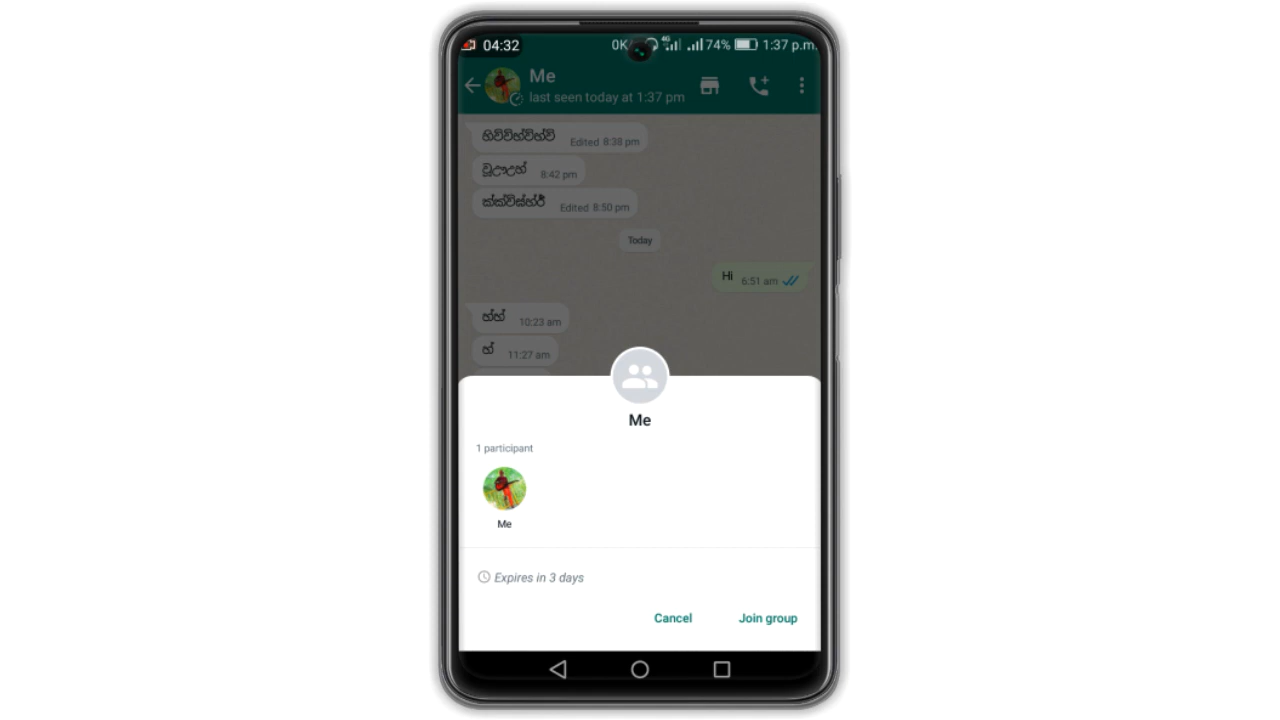 04:32
74% 1:37 p.m.
Me
last seen today at 1:37 pm
Edited 8:38 pm
8:42 pm
Edited 8:50 pm
Today
Hi 6:51 am
හ්හ් 10:23 am
හ් 11:27 am
Me
1 participant
Me
Expires in 3 days
Cancel Join group